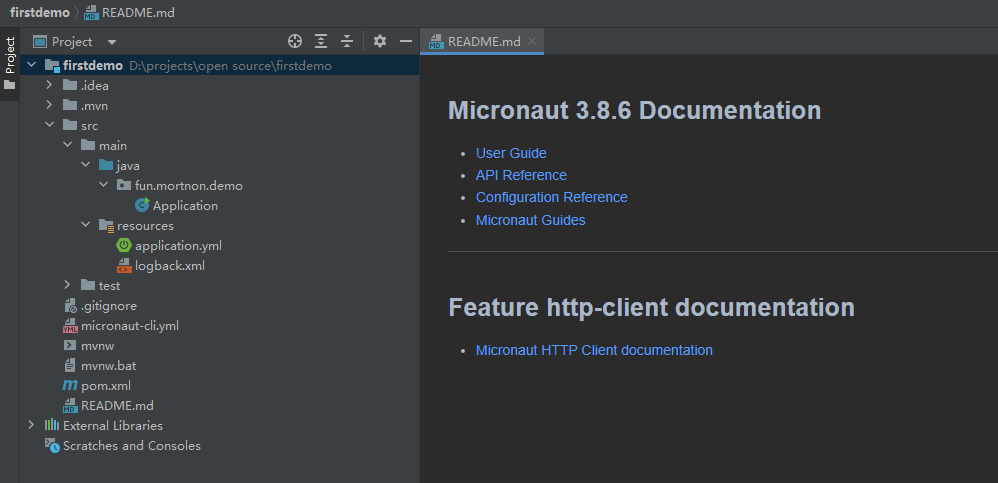 firstdemo README.md
Project
Project
firstdemo D:\projects\open source\firstdemo
.idea
.mvn
src
main
java
fun.mortnon.demo
Application
resources
application.yml
logback.xml
test
.gitignore
micronaut-cli.yml
mvnw
mvnw.bat
pom.xml
README.md
External Libraries
Scratches and Consoles
README.md
Micronaut 3.8.6 Documentation
User Guide
API Reference
Configuration Reference
Micronaut Guides
Feature http-client documentation
Micronaut HTTP Client documentation